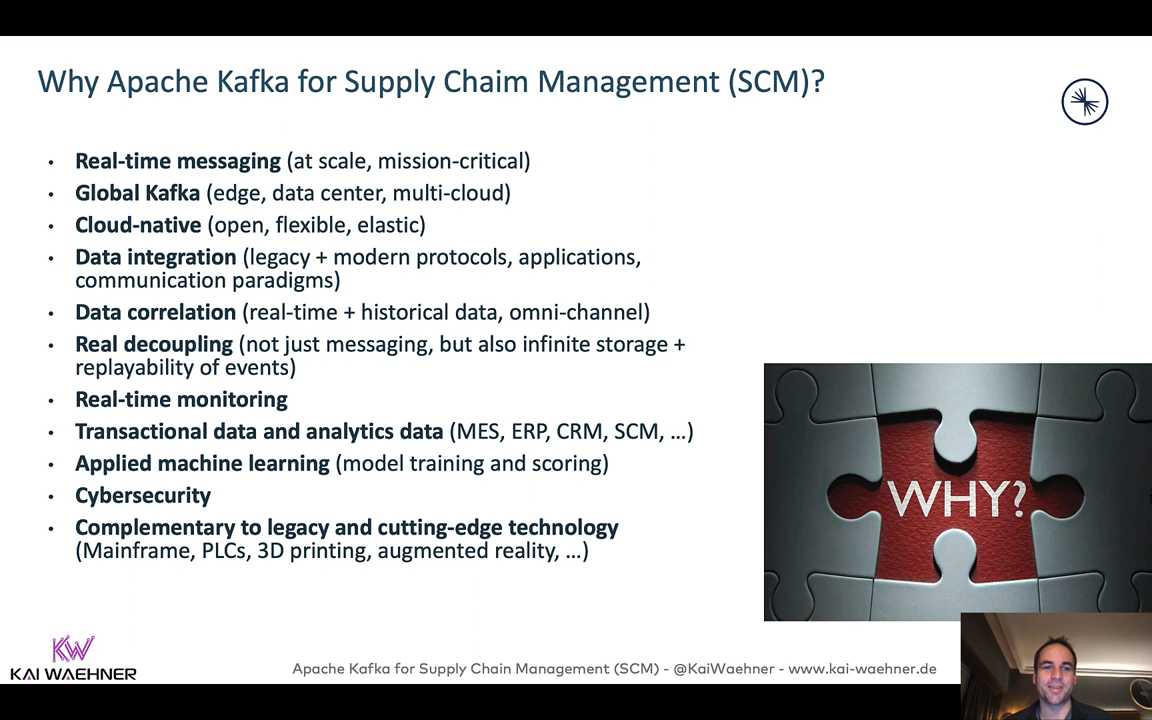 Why Apache Kafka for Supply Chaim Management (SCM)?
• Real-time messaging (at scale, mission-critical)
• Global Kafka (edge, data center, multi-cloud)
• Cloud-native (open, flexible, elastic)
• Data integration (legacy + modern protocols, applications,
communication paradigms)
• Data correlation (real-time + historical data, omni-channel)
• Real decoupling (not just messaging, but also infinite storage +
replayability of events)
• Real-time monitoring
• Transactional data and analytics data (MES, ERP, CRM, SCM, …)
• Applied machine learning (model training and scoring)
• Cybersecurity
• Complementary to legacy and cutting-edge technology
(Mainframe, PLCs, 3D printing, augmented reality, …)
WHY?
KW
KAI WAEHNER
Apache Kafka for Supply Chain Management (SCM) - @KaiWaehner - www.kai-waehner.de